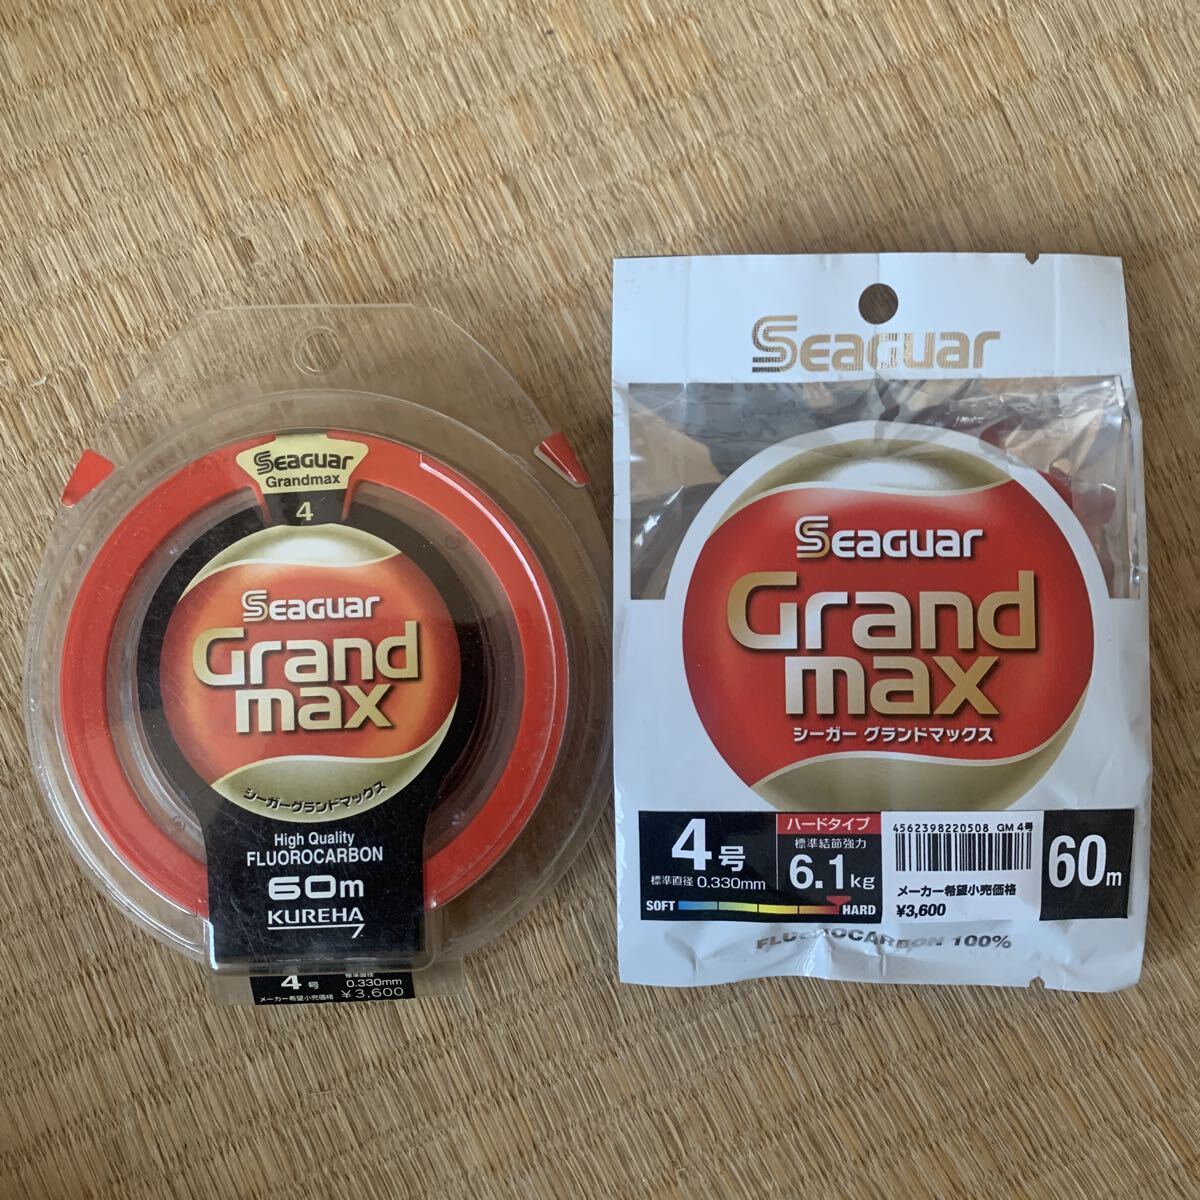 SEAGUAR
Grandmax
4
SEAGUAR
Grand
max
シーガーグランドマックス
High Quality
FLUOROCARBON
60m
KUREHA
4号
標準直径
0.330mm
メーカー希望小売価格
¥3,600
SEAGUAR
SEAGUAR
Grand
max
シーガー グランドマックス
4号
標準直径 0.330mm
ハードタイプ
標準結節強力
6.1kg
SOFT
HARD
4562398220508 GM 4号
メーカー希望小売価格
¥3,600
60m
FLUOROCARBON 100%